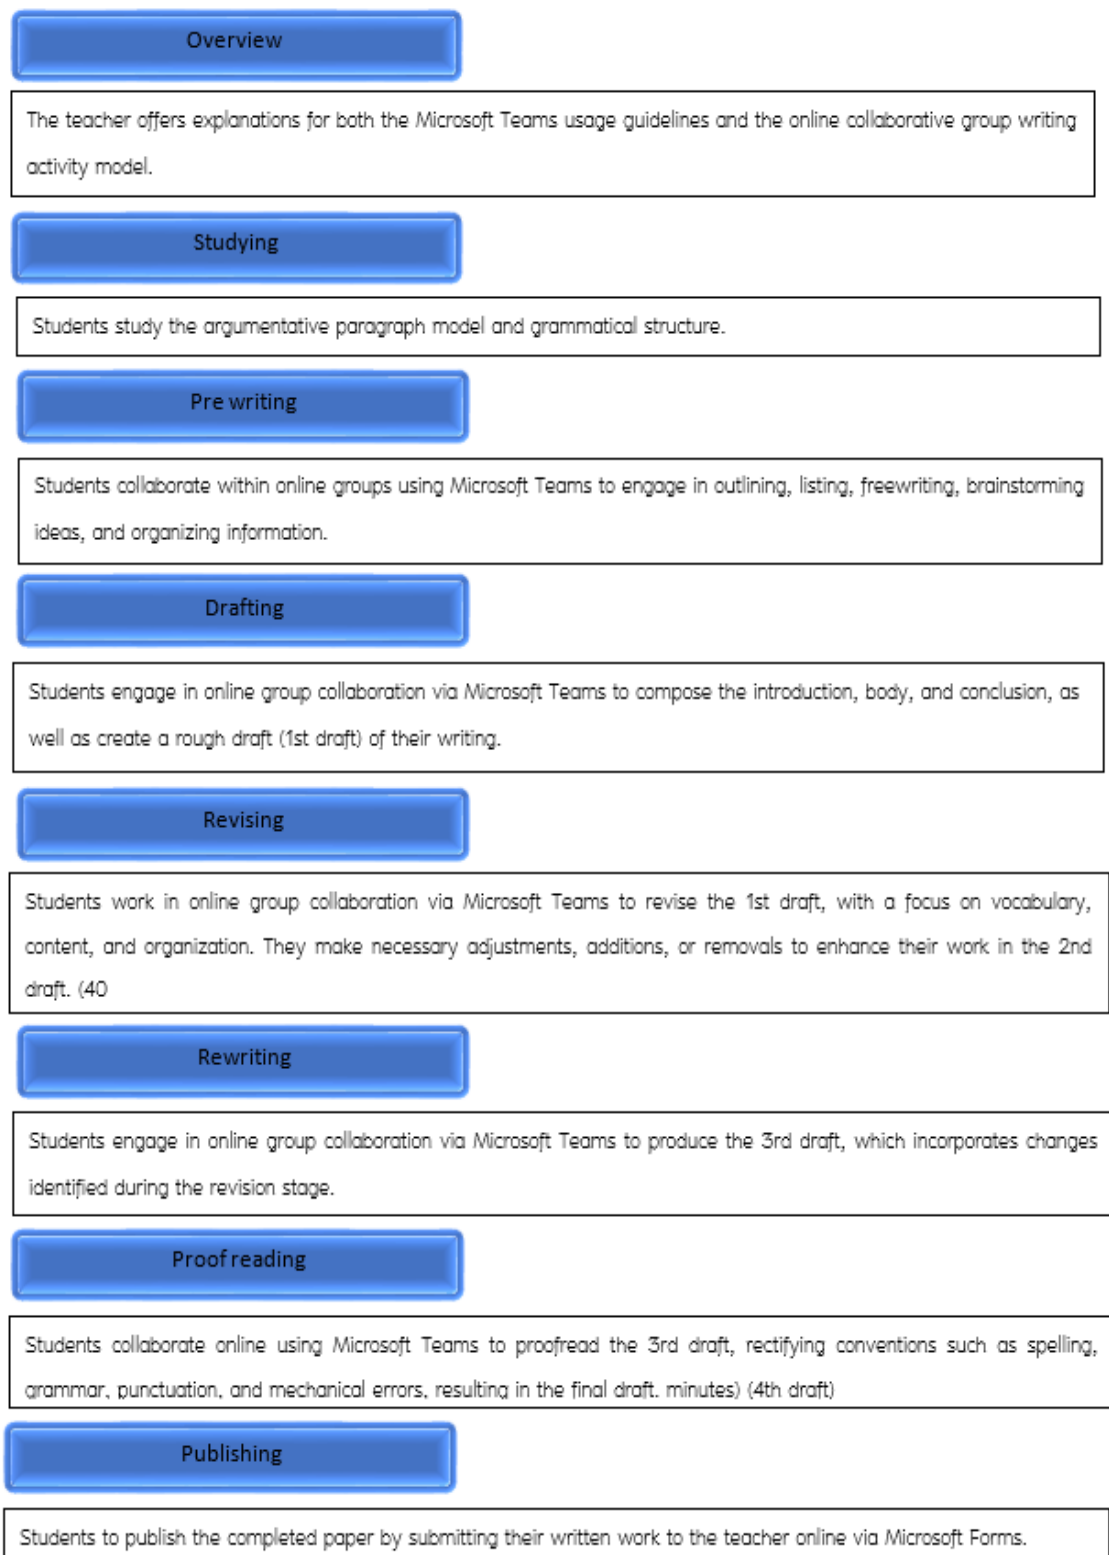 Overview
The teacher offers explanations for both the Microsoft Teams usage guidelines and the online collaborative group writing
activity model.
Studying
Students study the argumentative paragraph model and grammatical structure.
Pre writing
Students collaborate within online groups using Microsoft Teams to engage in outlining, listing, freewriting, brainstorming
ideas, and organizing information.
Drafting
Students engage in online group collaboration via Microsoft Teams to compose the introduction, body, and conclusion, as
well as create a rough draft (1st draft) of their writing.
Revising
Students work in online group collaboration via Microsoft Teams to revise the 1st draft, with a focus on vocabulary,
content, and organization. They make necessary adjustments, additions, or removals to enhance their work in the 2nd
draft. (40
Rewriting
Students engage in online group collaboration via Microsoft Teams to produce the 3rd draft, which incorporates changes
identified during the revision stage.
Proof reading
Students collaborate online using Microsoft Teams to proofread the 3rd draft, rectifying conventions such as spelling,
grammar, punctuation, and mechanical errors, resulting in the final draft. minutes) (4th draft)
Publishing
Students to publish the completed paper by submitting their written work to the teacher online via Microsoft Forms.